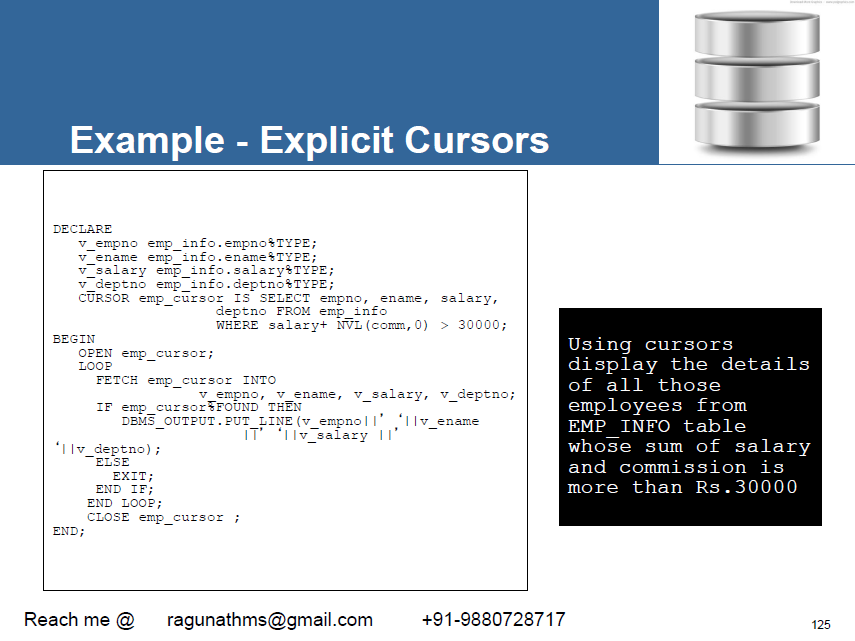 Example - Explicit Cursors
DECLARE
v_empno emp_info.empno%TYPE;
v_ename emp_info.ename%TYPE;
v_salary emp_info.salary%TYPE;
v_deptno emp_info.deptno%TYPE;
CURSOR emp_cursor IS SELECT empno, ename, salary,
deptno FROM emp_info
WHERE salary+ NVL(comm,0) > 30000;
BEGIN
OPEN emp_cursor;
LOOP
FETCH emp_cursor INTO
v_empno, v_ename, v_salary, v_deptno;
IF emp_cursor%FOUND THEN
DBMS_OUTPUT.PUT_LINE(v_empno||’ ‘||v_ename
||’ ‘||v_salary ||’
‘||v_deptno);
ELSE
EXIT;
END IF;
END LOOP;
CLOSE emp_cursor ;
END;
Using cursors
display the details
of all those
employees from
EMP_INFO table
whose sum of salary
and commission is
more than Rs.30000
Reach me @ ragunathms@gmail.com +91-9880728717
125